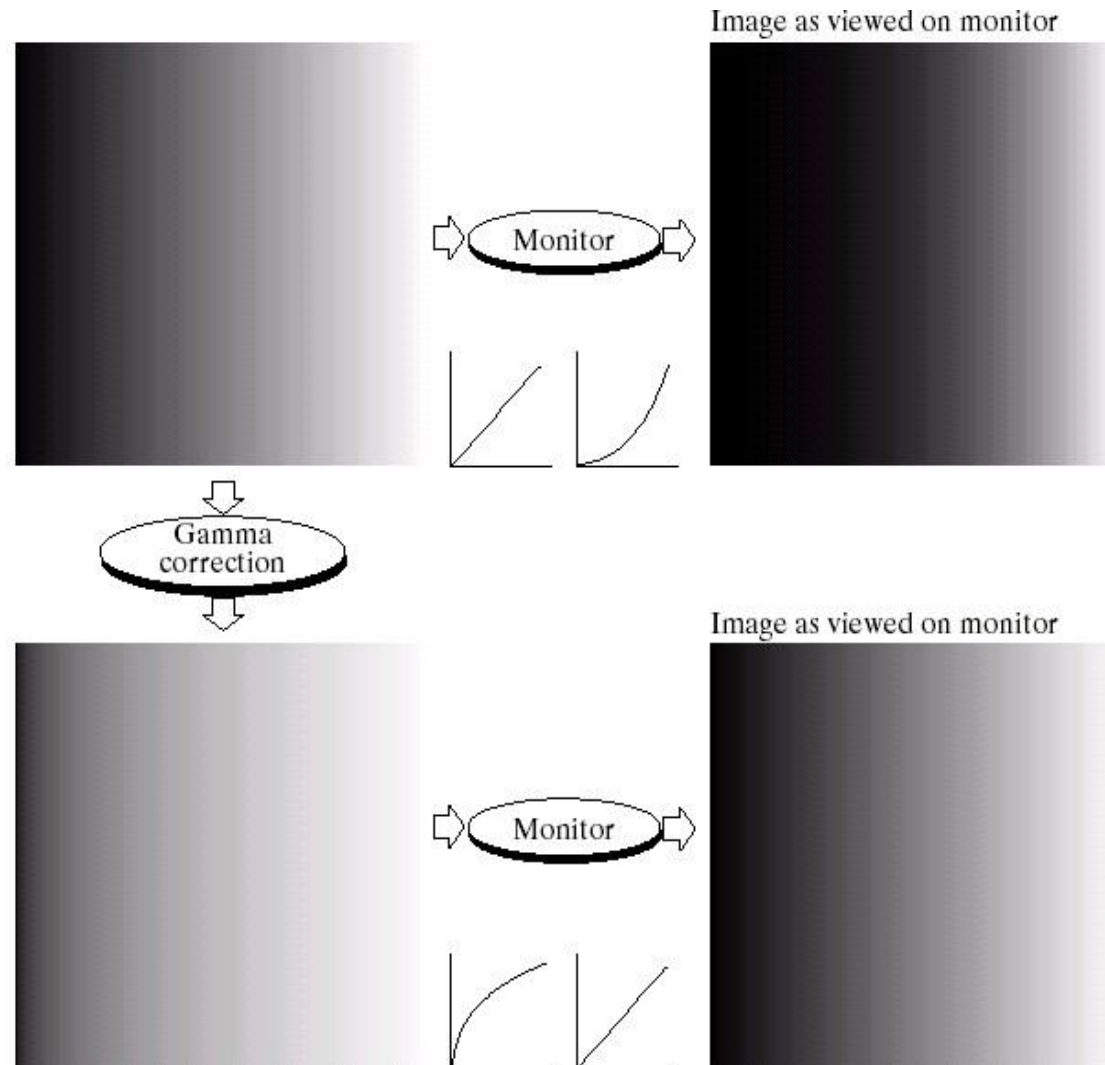 Image as viewed on monitor
Monitor
Gamma
correction
Image as viewed on monitor
Monitor